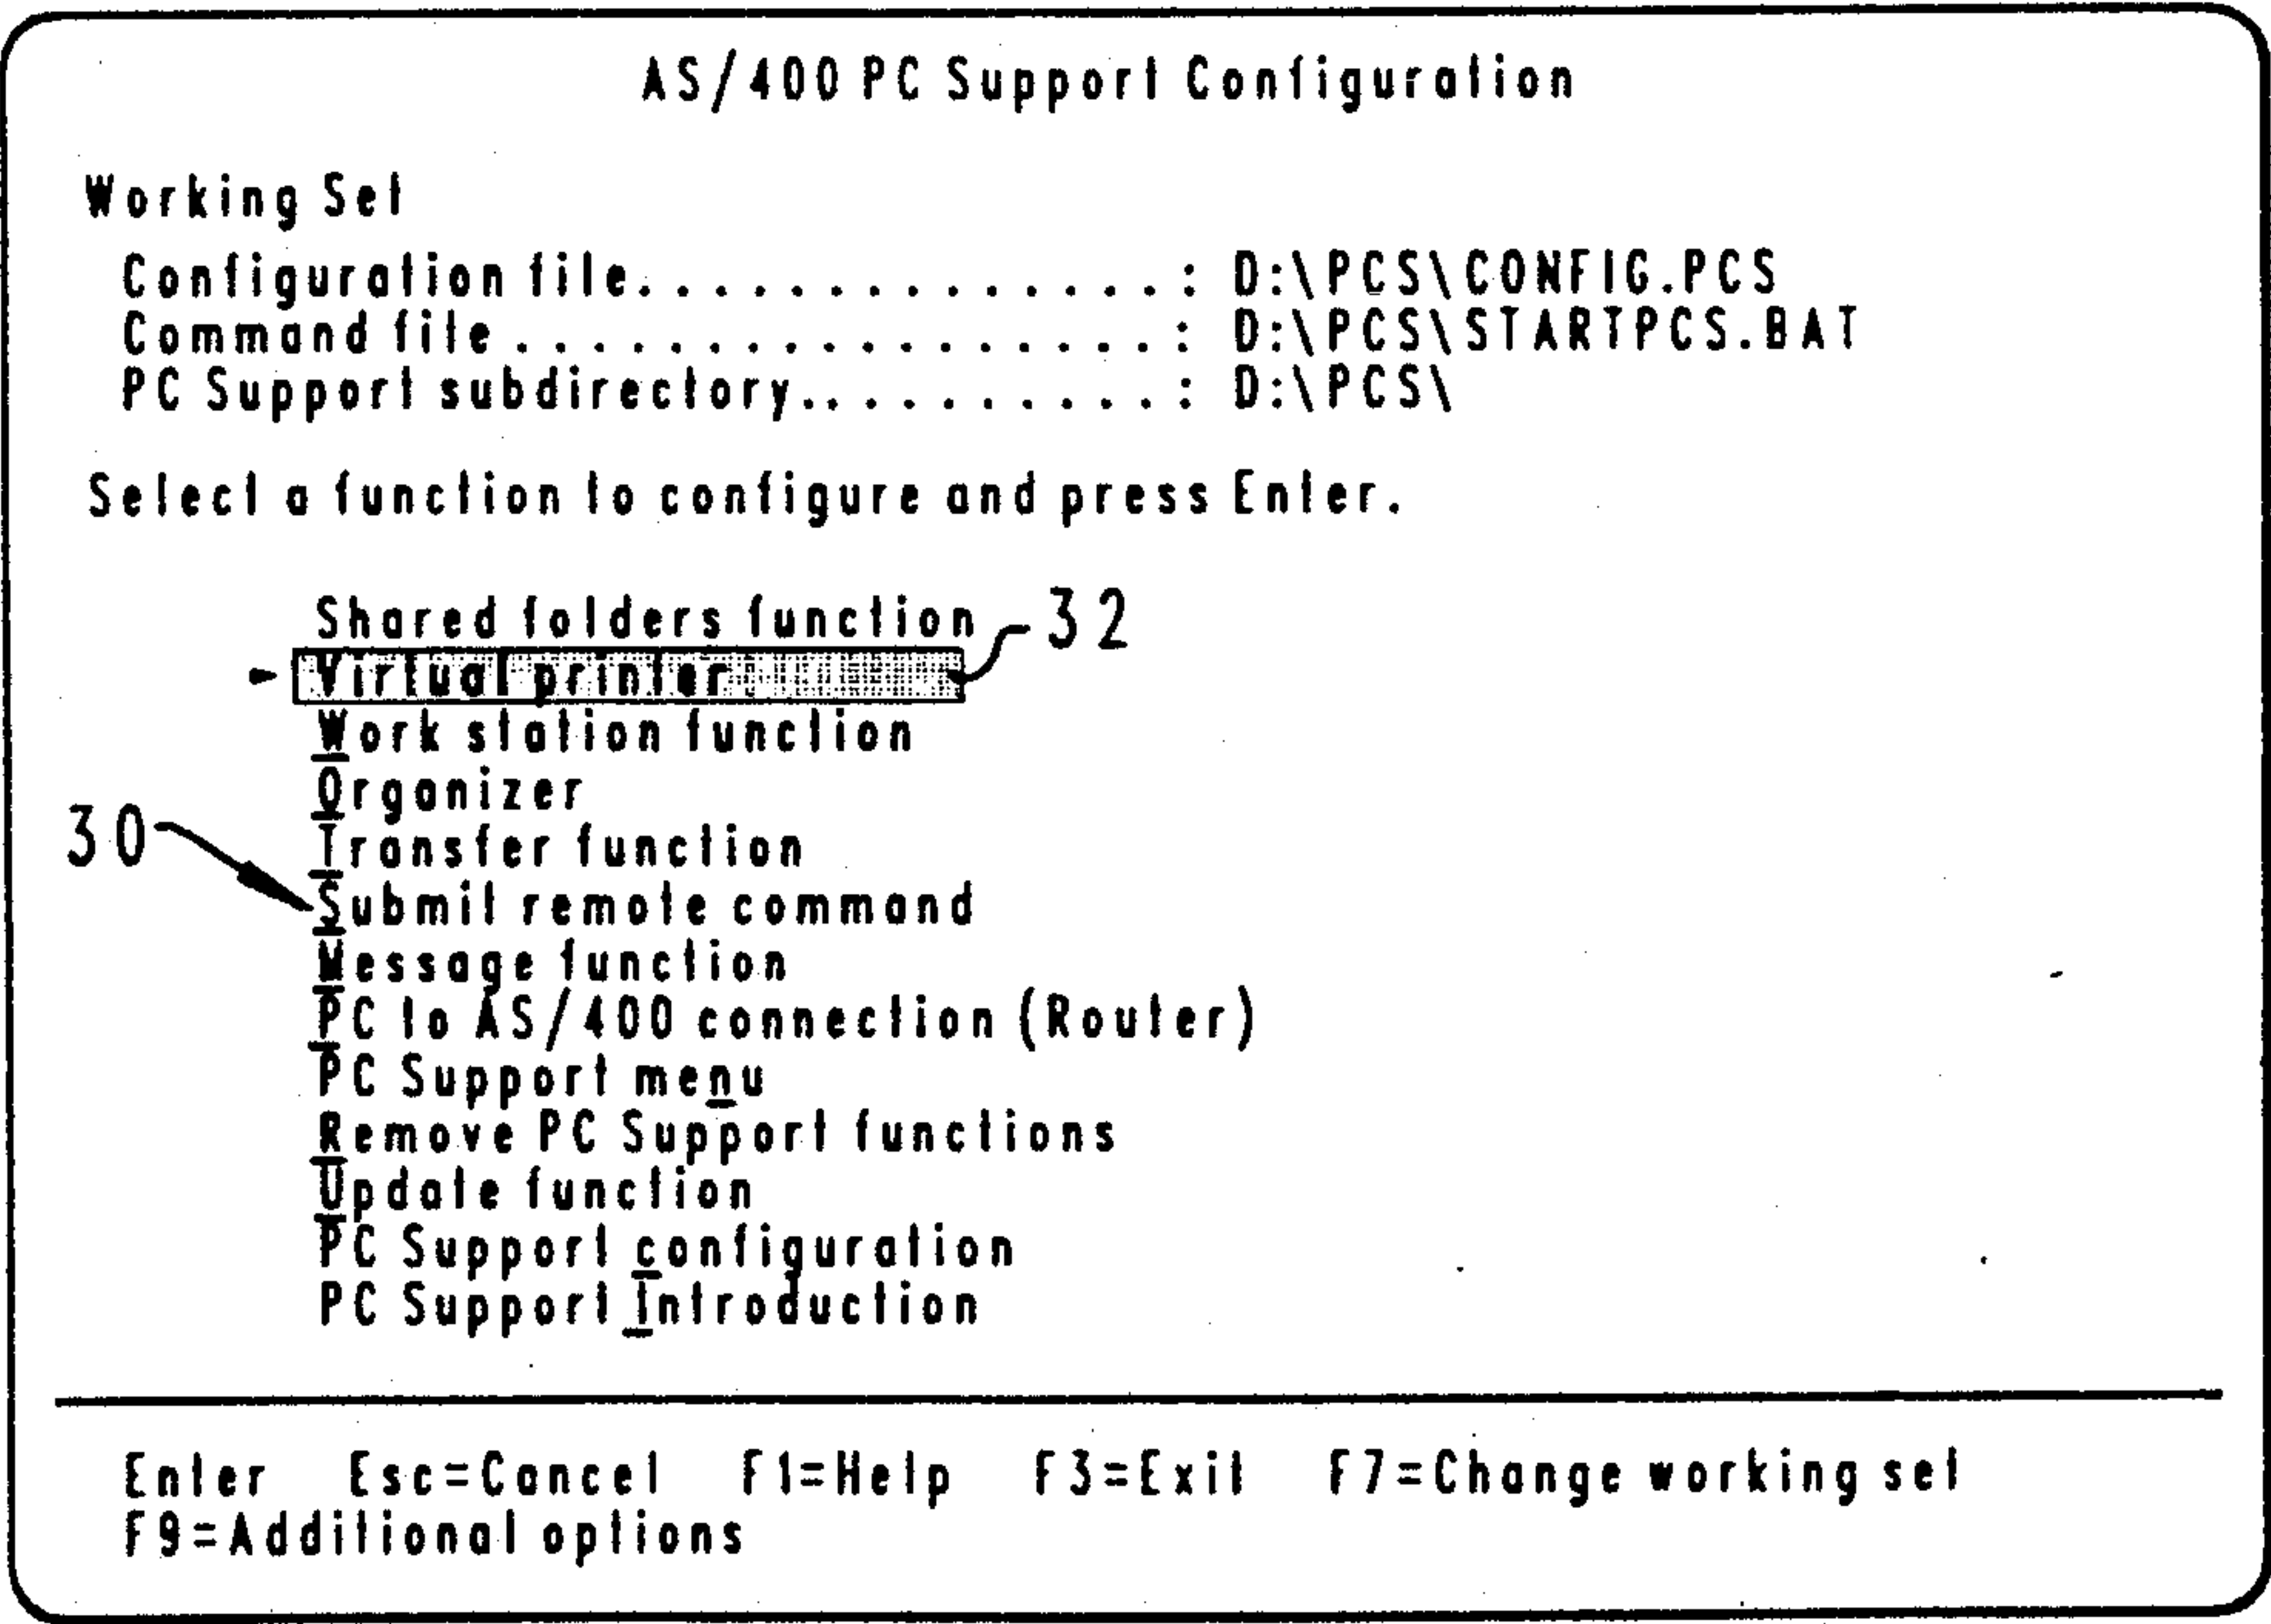 AS/400 PC Support Configuration
Working Set
Configuration file. . . . . . . . . . . . . . . : D:\PCS\CONFIG.PCS
Command file . . . . . . . . . . . . . . . . . . : D:\PCS\STARTPCS.BAT
PC Support subdirectory. . . . . . . . . . . : D:\PCS\
Select a function to configure and press Enter.
Shared folders function 32
Virtual printer
Work station function
Organizer
30 Transfer function
Submit remote command
Message function
PC to AS/400 connection (Router)
PC Support menu
Remove PC Support functions
Update function
PC Support configuration
PC Support Introduction
Enter Esc=Cancel F1=Help F3=Exit F7=Change working set
F9=Additional options